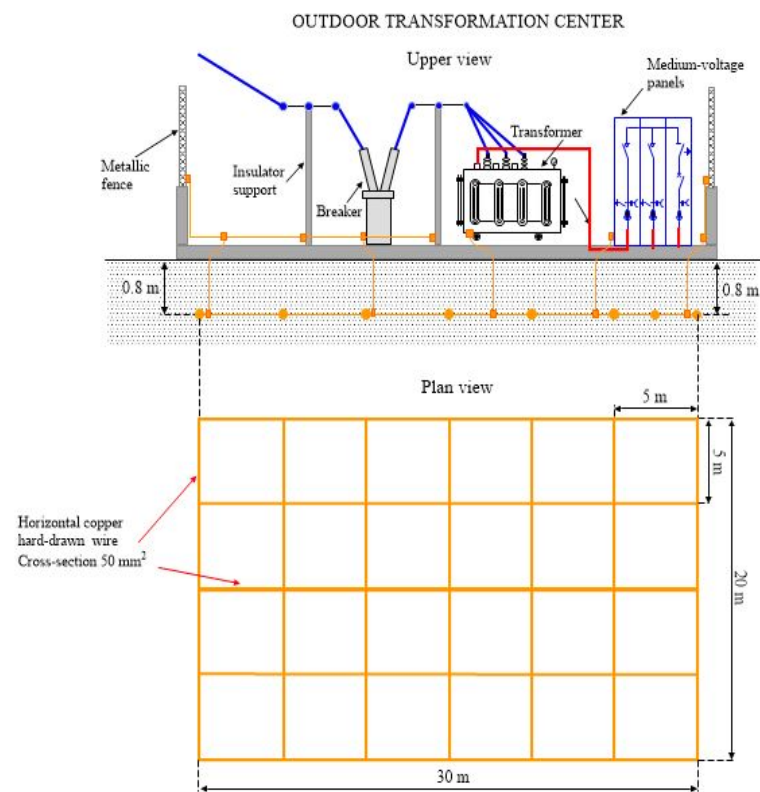 OUTDOOR TRANSFORMATION CENTER
Upper view
Medium-voltage
panels
Transformer
Metallic
fence
Insulator
support
Breaker
0.8 m
0.8 m
Plan view
5 m
5 m
Horizontal copper
hard-drawn wire
Cross-section 50 mm²
20 m
30 m